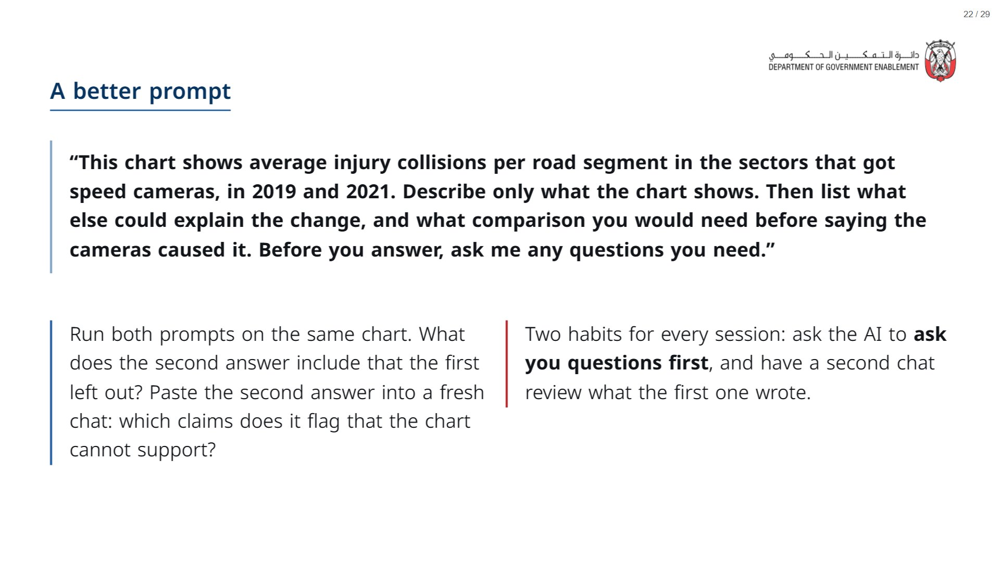 22 / 29
دائرة التمكين الحكومي
DEPARTMENT OF GOVERNMENT ENABLEMENT
A better prompt
“This chart shows average injury collisions per road segment in the sectors that got
speed cameras, in 2019 and 2021. Describe only what the chart shows. Then list what
else could explain the change, and what comparison you would need before saying the
cameras caused it. Before you answer, ask me any questions you need.”
Run both prompts on the same chart. What
does the second answer include that the first
left out? Paste the second answer into a fresh
chat: which claims does it flag that the chart
cannot support?
Two habits for every session: ask the AI to ask
you questions first, and have a second chat
review what the first one wrote.